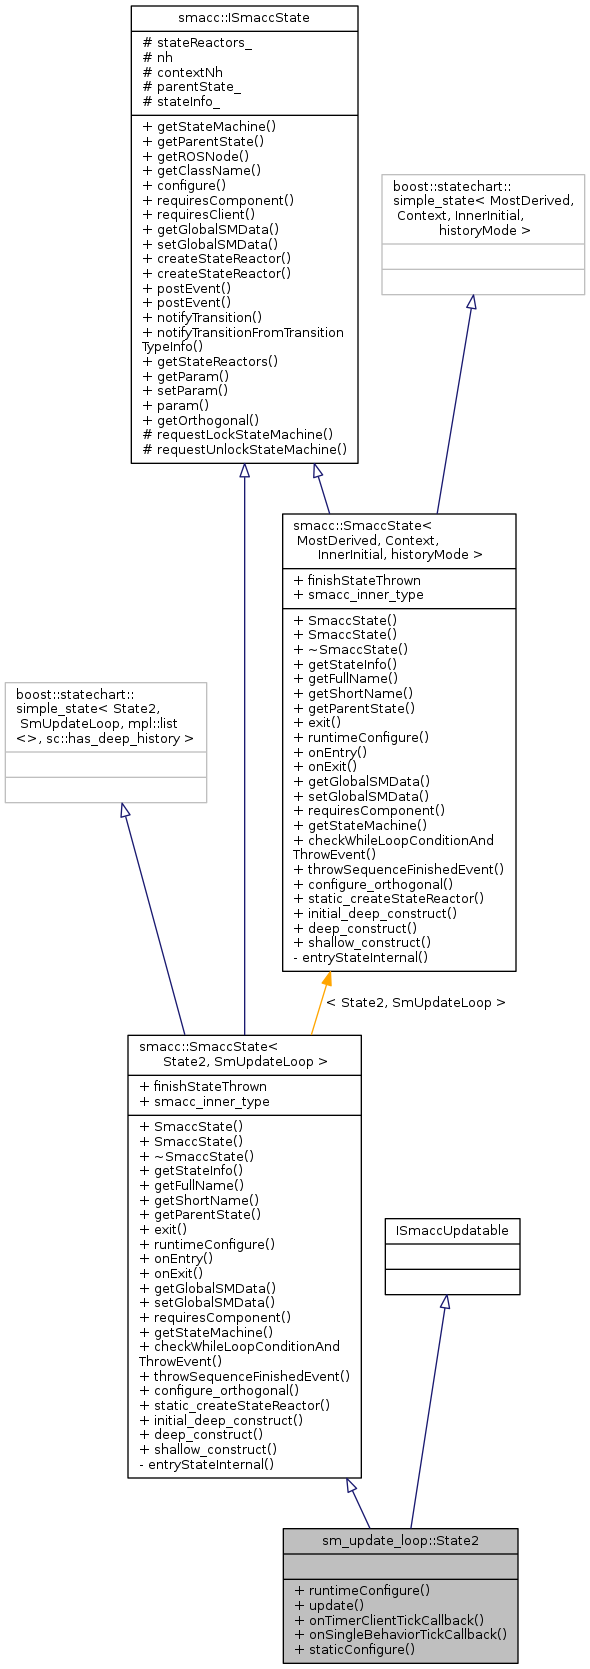 smacc::ISmaccState
# stateReactors_
# nh
# contextNh
# parentState_
# stateInfo_
+ getStateMachine()
+ getParentState()
+ getROSNode()
+ getClassName()
+ configure()
+ requiresComponent()
+ requiresClient()
+ getGlobalSMData()
+ setGlobalSMData()
+ createStateReactor()
+ createStateReactor()
+ postEvent()
+ postEvent()
+ notifyTransition()
+ notifyTransitionFromTransition
TypeInfo()
+ getStateReactors()
+ getParam()
+ setParam()
+ param()
+ getOrthogonal()
# requestLockStateMachine()
# requestUnlockStateMachine()
boost::statechart::
simple_state< MostDerived,
Context, InnerInitial,
historyMode >
smacc::SmaccState<
MostDerived, Context,
InnerInitial, historyMode >
+ finishStateThrown
+ smacc_inner_type
+ SmaccState()
+ SmaccState()
+ ~SmaccState()
+ getStateInfo()
+ getFullName()
+ getShortName()
+ getParentState()
+ exit()
+ runtimeConfigure()
+ onEntry()
+ onExit()
+ getGlobalSMData()
+ setGlobalSMData()
+ requiresComponent()
+ getStateMachine()
+ checkWhileLoopConditionAnd
ThrowEvent()
+ throwSequenceFinishedEvent()
+ configure_orthogonal()
+ static_createStateReactor()
+ initial_deep_construct()
+ deep_construct()
+ shallow_construct()
- entryStateInternal()
boost::statechart::
simple_state< State2,
SmUpdateLoop, mpl::list
<>, sc::has_deep_history >
< State2, SmUpdateLoop >
smacc::SmaccState<
State2, SmUpdateLoop >
+ finishStateThrown
+ smacc_inner_type
+ SmaccState()
+ SmaccState()
+ ~SmaccState()
+ getStateInfo()
+ getFullName()
+ getShortName()
+ getParentState()
+ exit()
+ runtimeConfigure()
+ onEntry()
+ onExit()
+ getGlobalSMData()
+ setGlobalSMData()
+ requiresComponent()
+ getStateMachine()
+ checkWhileLoopConditionAnd
ThrowEvent()
+ throwSequenceFinishedEvent()
+ configure_orthogonal()
+ static_createStateReactor()
+ initial_deep_construct()
+ deep_construct()
+ shallow_construct()
- entryStateInternal()
ISmaccUpdatable
sm_update_loop::State2
+ runtimeConfigure()
+ update()
+ onTimerClientTickCallback()
+ onSingleBehaviorTickCallback()
+ staticConfigure()